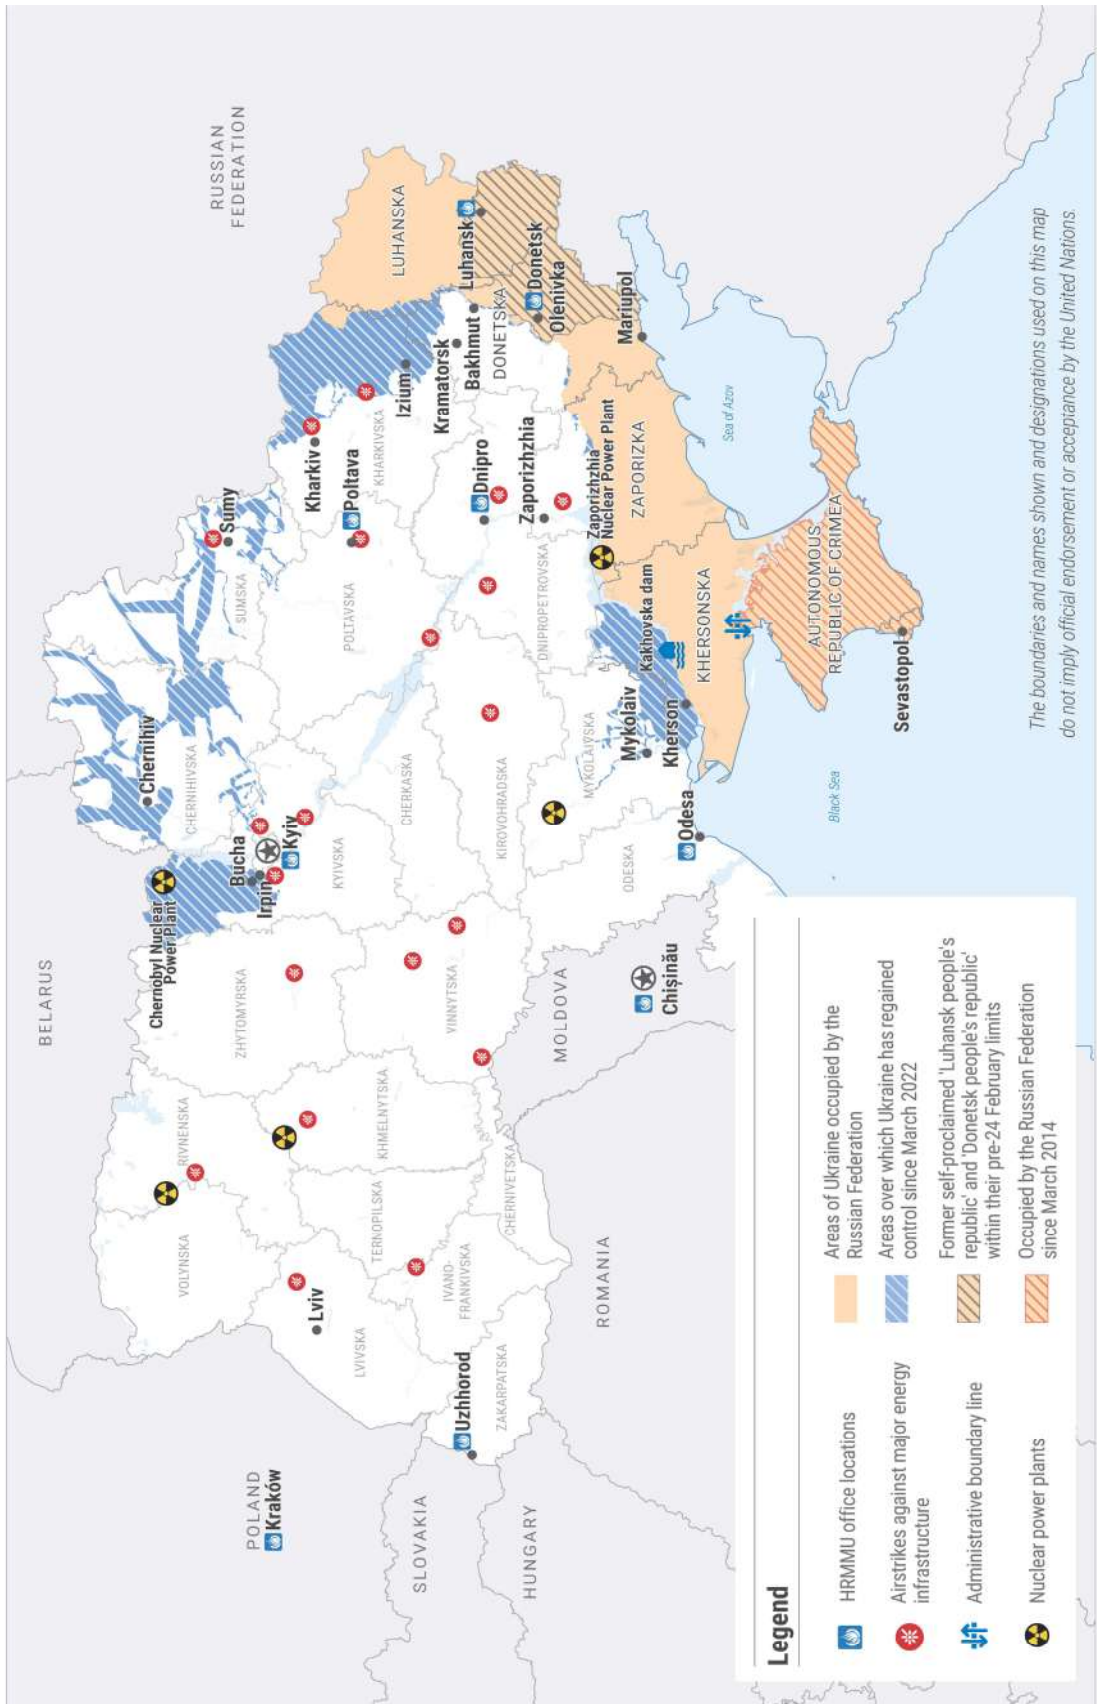 RUSSIAN
FEDERATION
BELARUS
POLAND
Kraków
SLOVAKIA
HUNGARY
ROMANIA
MOLDOVA
Chișinău
Chernihiv
CHERNIHIVSKA
Sumy
SUMSKA
Chernobyl Nuclear
Power Plant
Bucha
Irpin
Kyiv
KYIVSKA
ZHYTOMYRSKA
RIVNENSKA
VOLYNSKA
Lviv
LVIVSKA
TERNOPILSKA
KHMELNYTSKA
VINNYTSKA
IVANO-
FRANKIVSKA
CHERNIVETSKA
Uzhhorod
ZAKARPATSKA
CHERKASKA
POLTAVSKA
Poltava
Kharkiv
KHARKIVSKA
Izium
Kramatorsk
Bakhmut
LUHANSKA
Luhansk
DONETSKA
Donetsk
Olenivka
Mariupol
Dnipro
Zaporizhzhia
DNIPROPETROVSKA
Zaporizhzhia
Nuclear Power Plant
ZAPORIZKA
KIROVOHRADSKA
MYKOLAIVSKA
Mykolaiv
Kakhovska dam
Kherson
KHERSONSKA
ODESKA
Odesa
Sea of Azov
Black Sea
AUTONOMOUS
REPUBLIC OF CRIMEA
Sevastopol
Legend
HRMMU office locations
Airstrikes against major energy
infrastructure
Administrative boundary line
Nuclear power plants
Areas of Ukraine occupied by the
Russian Federation
Areas over which Ukraine has regained
control since March 2022
Former self-proclaimed 'Luhansk people's
republic' and 'Donetsk people's republic'
within their pre-24 February limits
Occupied by the Russian Federation
since March 2014
The boundaries and names shown and designations used on this map
do not imply official endorsement or acceptance by the United Nations.